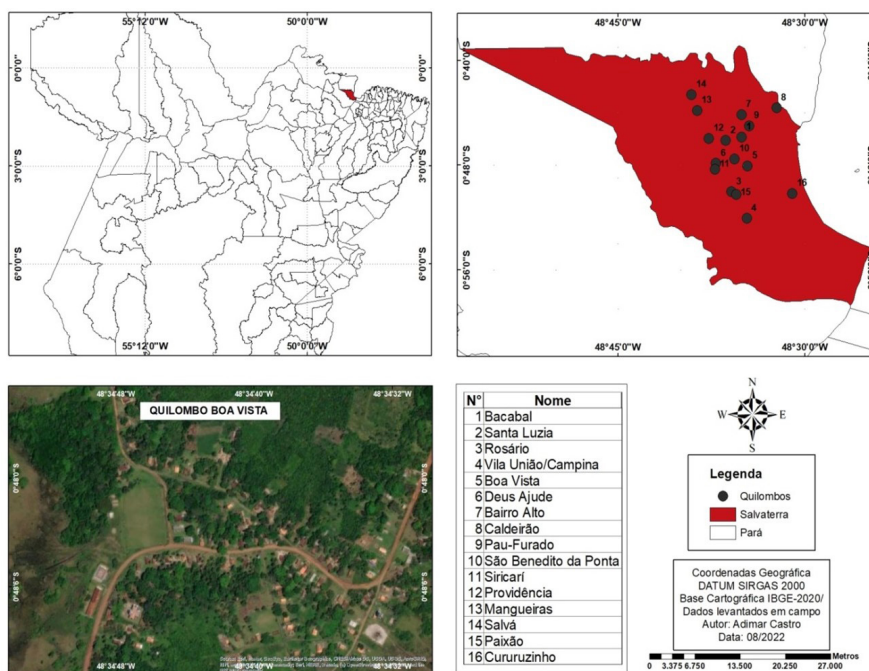 55°12'0"W 50°0'0"W
0°0'0"
3°0'0"S
6°0'0"S
0°0'0"
3°0'0"S
6°0'0"S
55°12'0"W 50°0'0"W
48°45'0"W 48°30'0"W
0°40'0"S
0°48'0"S
0°56'0"S
14
13
7
8
9
1
12
2
10
6
11
5
3
15
16
4
48°45'0"W 48°30'0"W
48°34'48"W 48°34'40"W 48°34'32"W
QUILOMBO BOA VISTA
0°48'0"S
0°48'6"S
0°48'0"S
0°48'6"S
48°34'48"W 48°34'40"W 48°34'32"W
N° Nome
1 Bacabal
2 Santa Luzia
3 Rosário
4 Vila União/Campina
5 Boa Vista
6 Deus Ajude
7 Bairro Alto
8 Caldeirão
9 Pau-Furado
10 São Benedito da Ponta
11 Siricarí
12 Providência
13 Mangueiras
14 Salvá
15 Paixão
16 Cururuzinho
N
W E
S
Legenda
Quilombos
Salvaterra
Pará
Coordenadas Geográfica
DATUM SIRGAS 2000
Base Cartográfica IBGE-2020/
Dados levantados em campo
Autor: Adimar Castro
Data: 08/2022
Metros
0 3.375 6.750 13.500 20.250 27.000